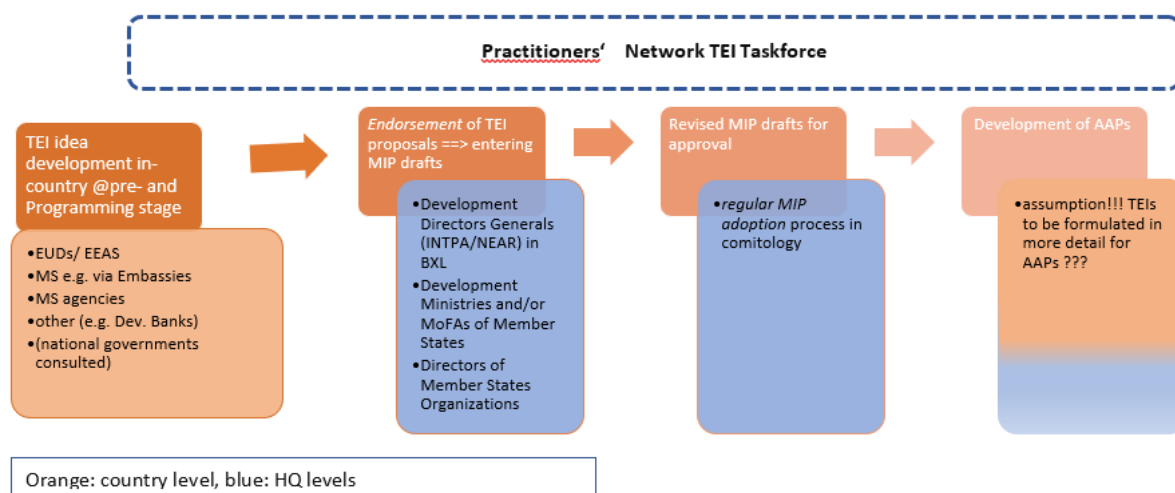 Practitioners‘ Network TEI Taskforce
TEI idea
development in-
country @pre- and
Programming stage
•EUDs/ EEAS
•MS e.g. via Embassies
•MS agencies
•other (e.g. Dev. Banks)
•(national governments
consulted)
Endorsement of TEI
proposals ==> entering
MIP drafts
•Development
Directors Generals
(INTPA/NEAR) in
BXL
•Development
Ministries and/or
MoFAs of Member
States
•Directors of
Member States
Organizations
Revised MIP drafts for
approval
•regular MIP
adoption process in
comitology
Development of AAPs
•assumption!!! TEIs
to be formulated in
more detail for
AAPs ???
Orange: country level, blue: HQ levels